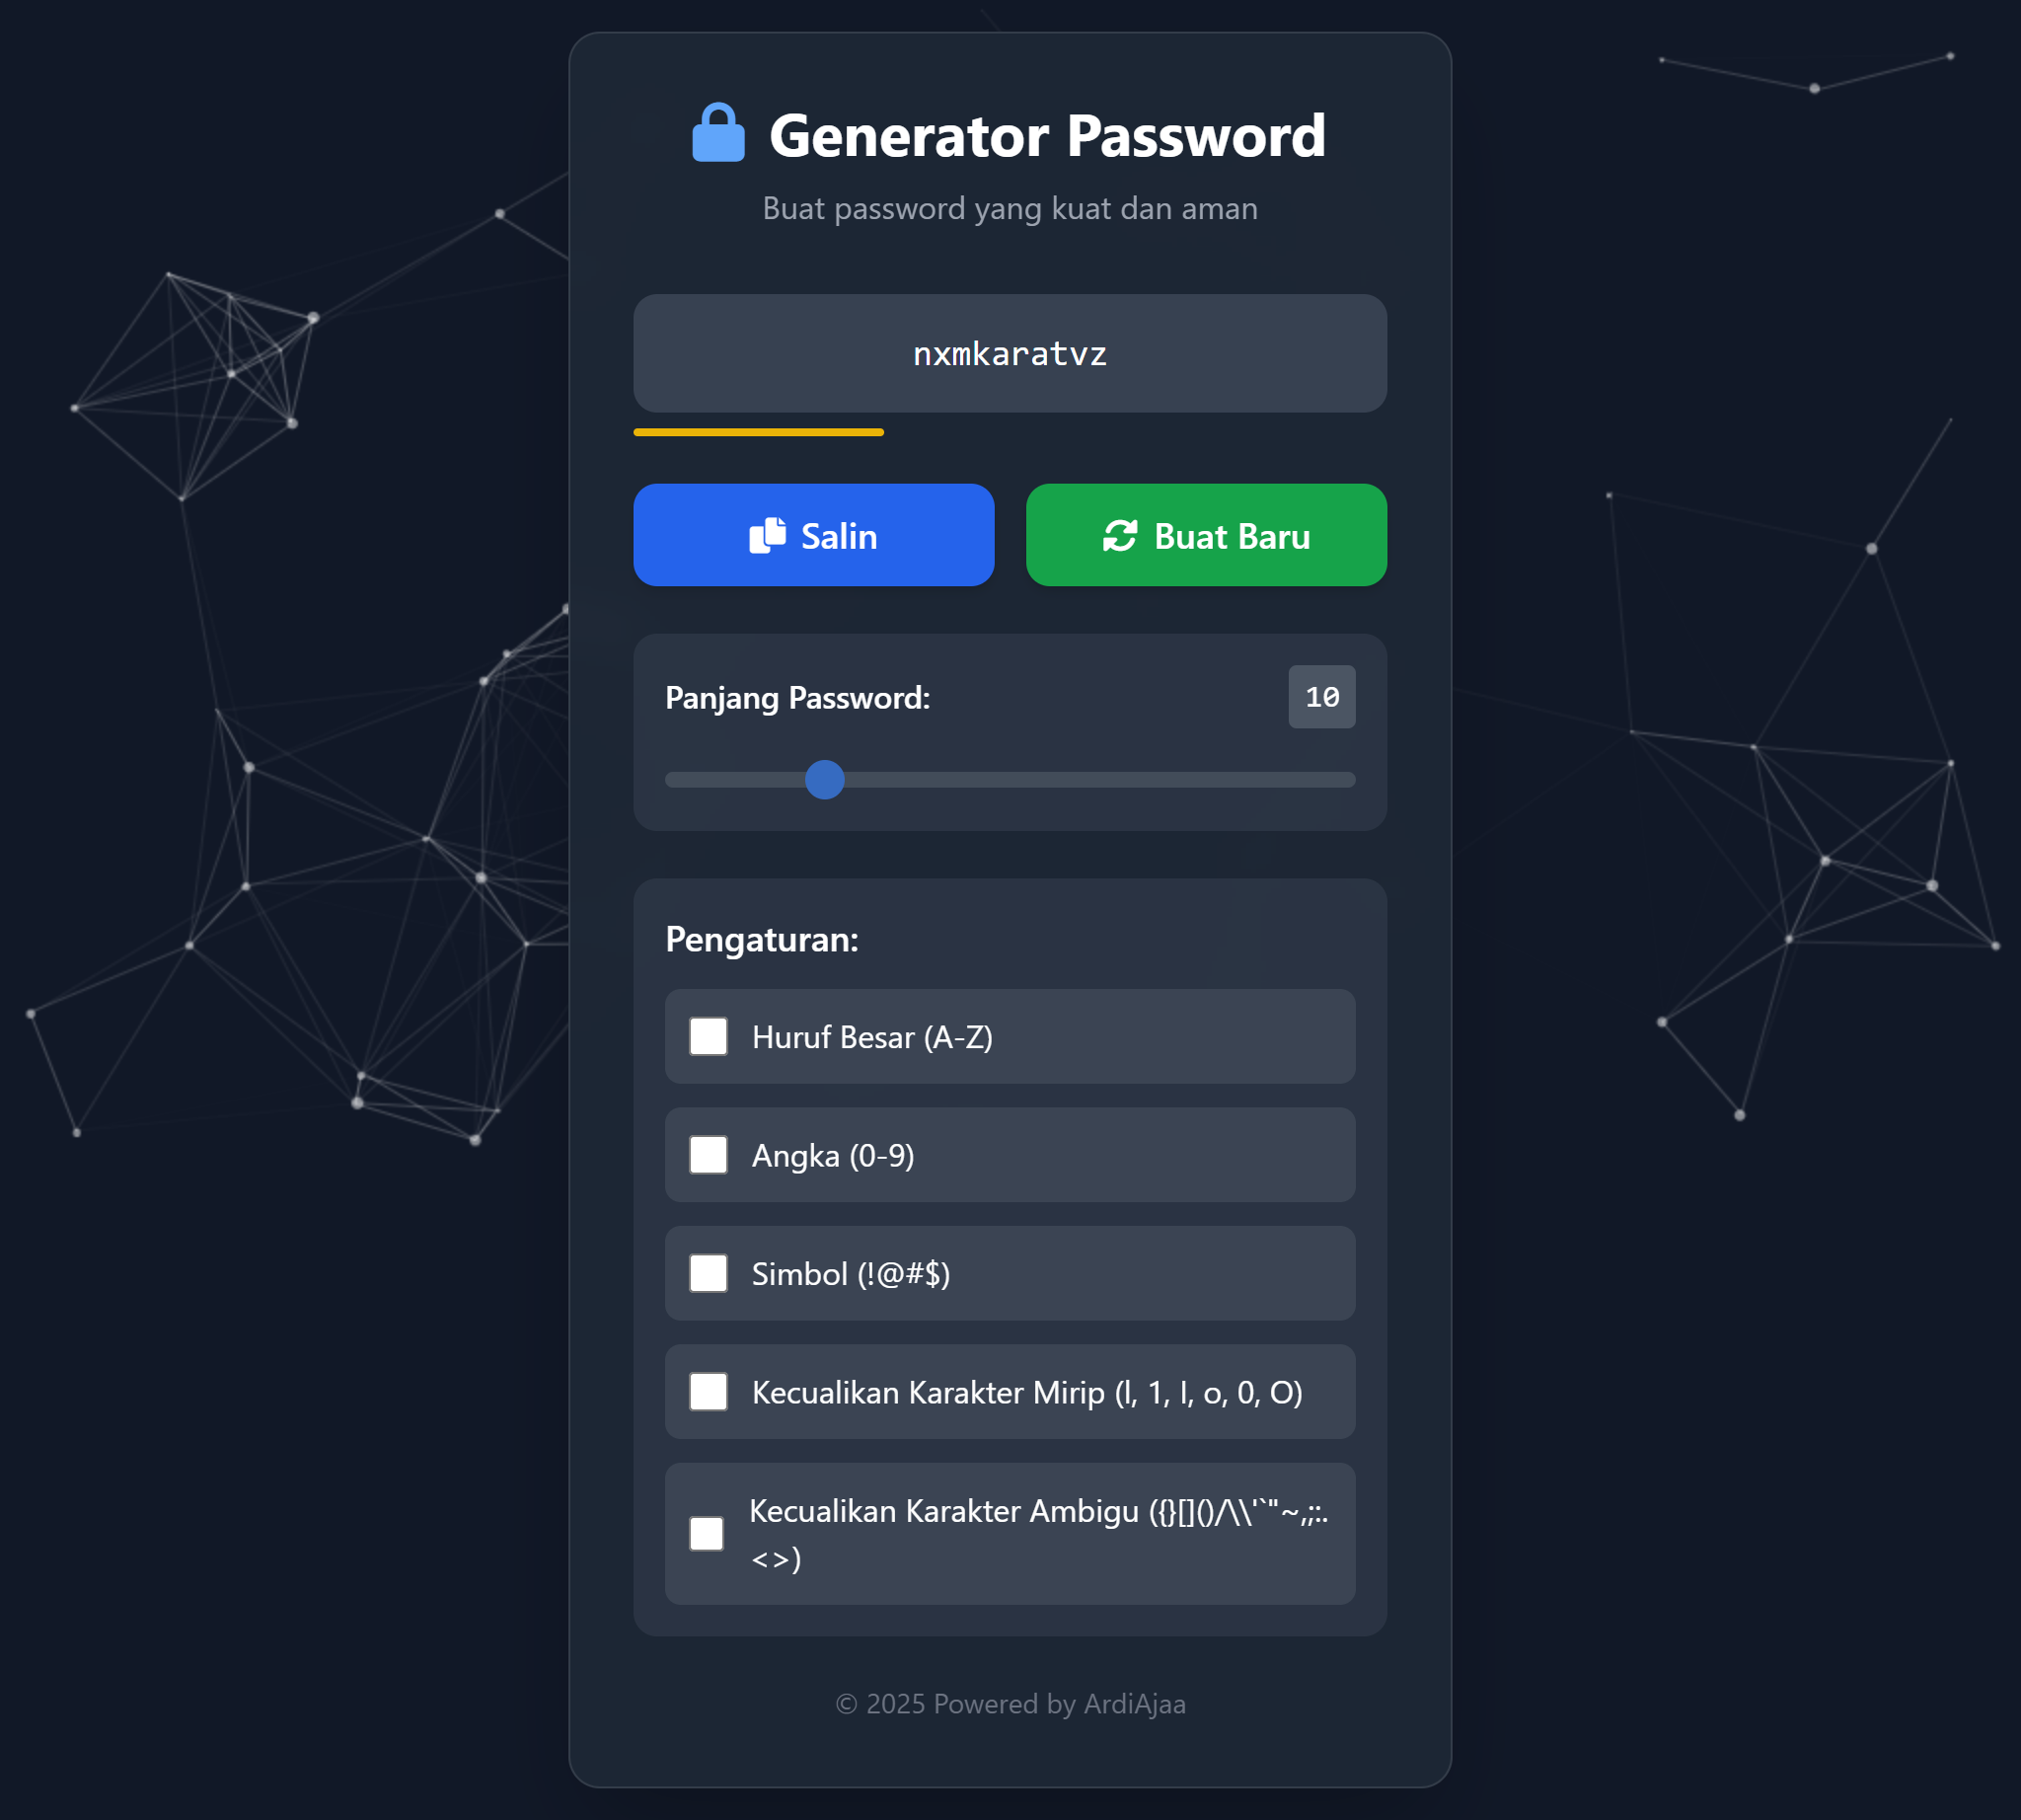 Generator Password
Buat password yang kuat dan aman
nxmkaratvz
Salin
Buat Baru
Panjang Password:
10
Pengaturan:
Huruf Besar (A-Z)
Angka (0-9)
Simbol (!@#$)
Kecualikan Karakter Mirip (l, 1, I, o, 0, O)
Kecualikan Karakter Ambigu ({}[]()/\\'`"~,;:.
<>)
© 2025 Powered by ArdiAjaa